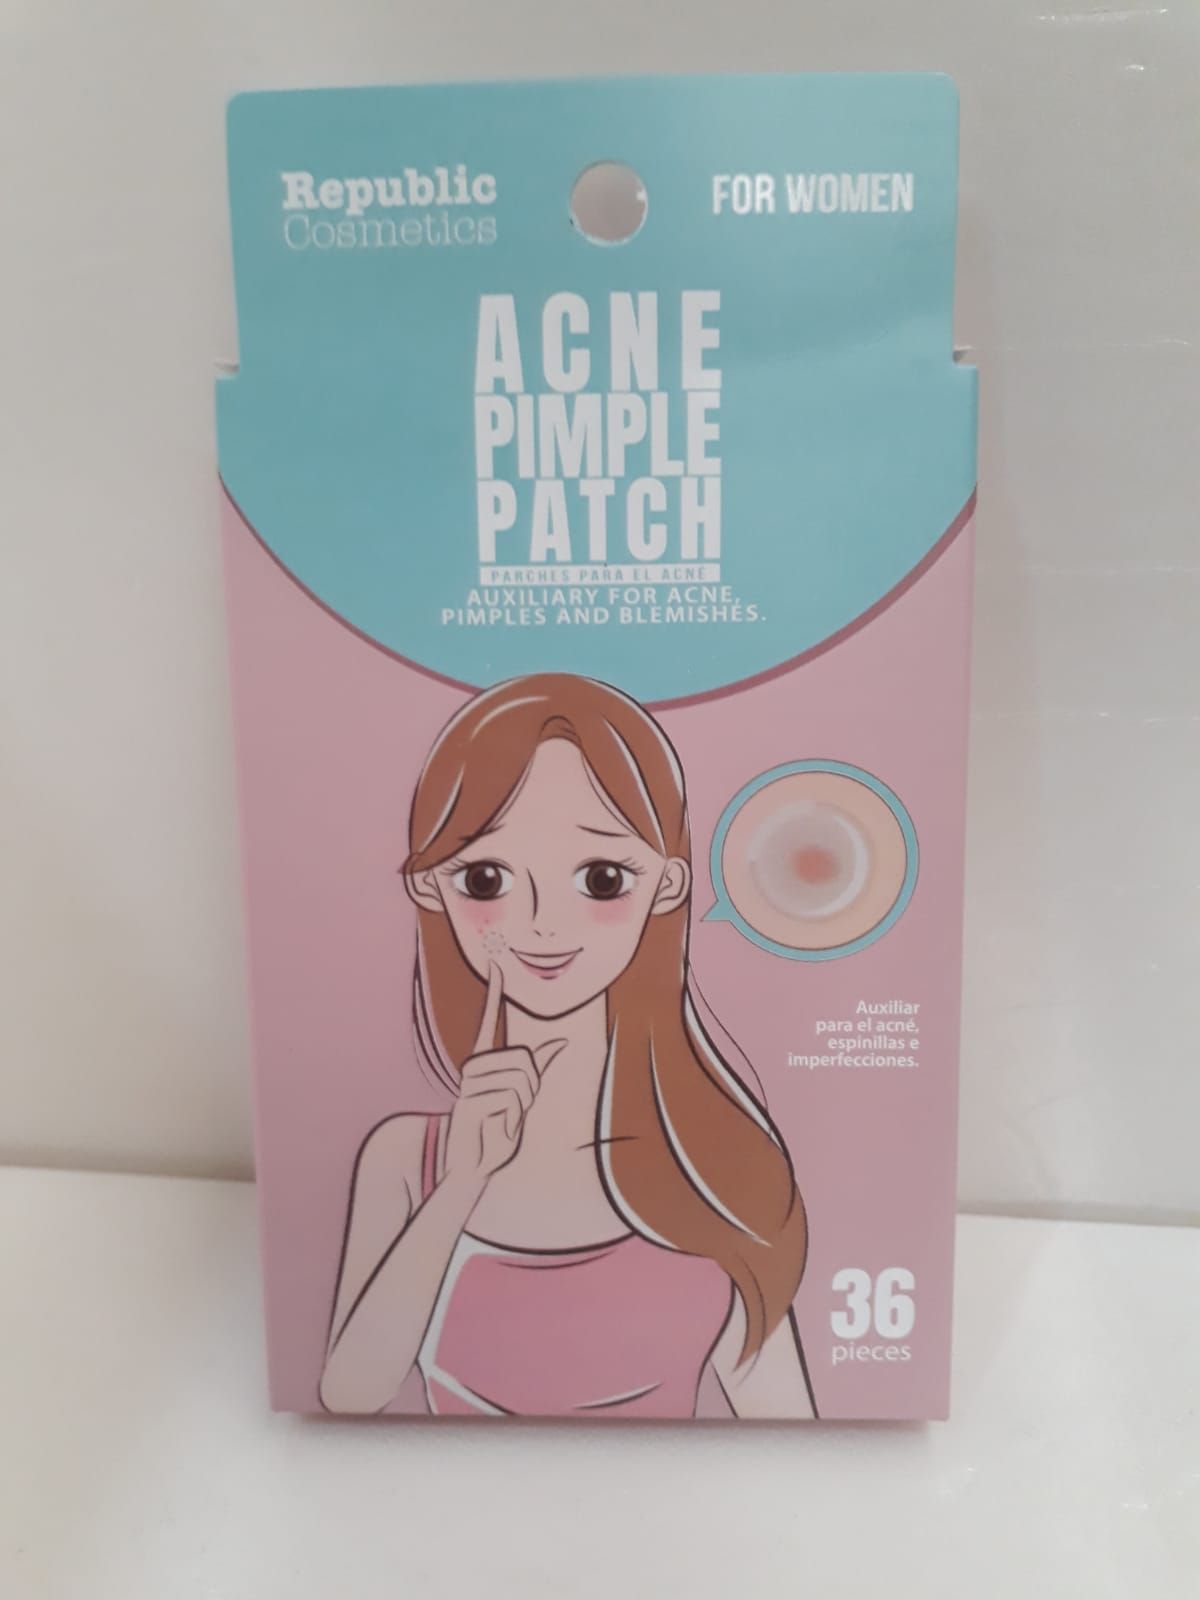 Republic
Cosmetics
FOR WOMEN
ACNE
PIMPLE
PATCH
PARCHES PARA EL ACNÉ
AUXILIARY FOR ACNE,
PIMPLES AND BLEMISHES.
Auxiliar
para el acné,
espinillas e
imperfecciones.
36
pieces